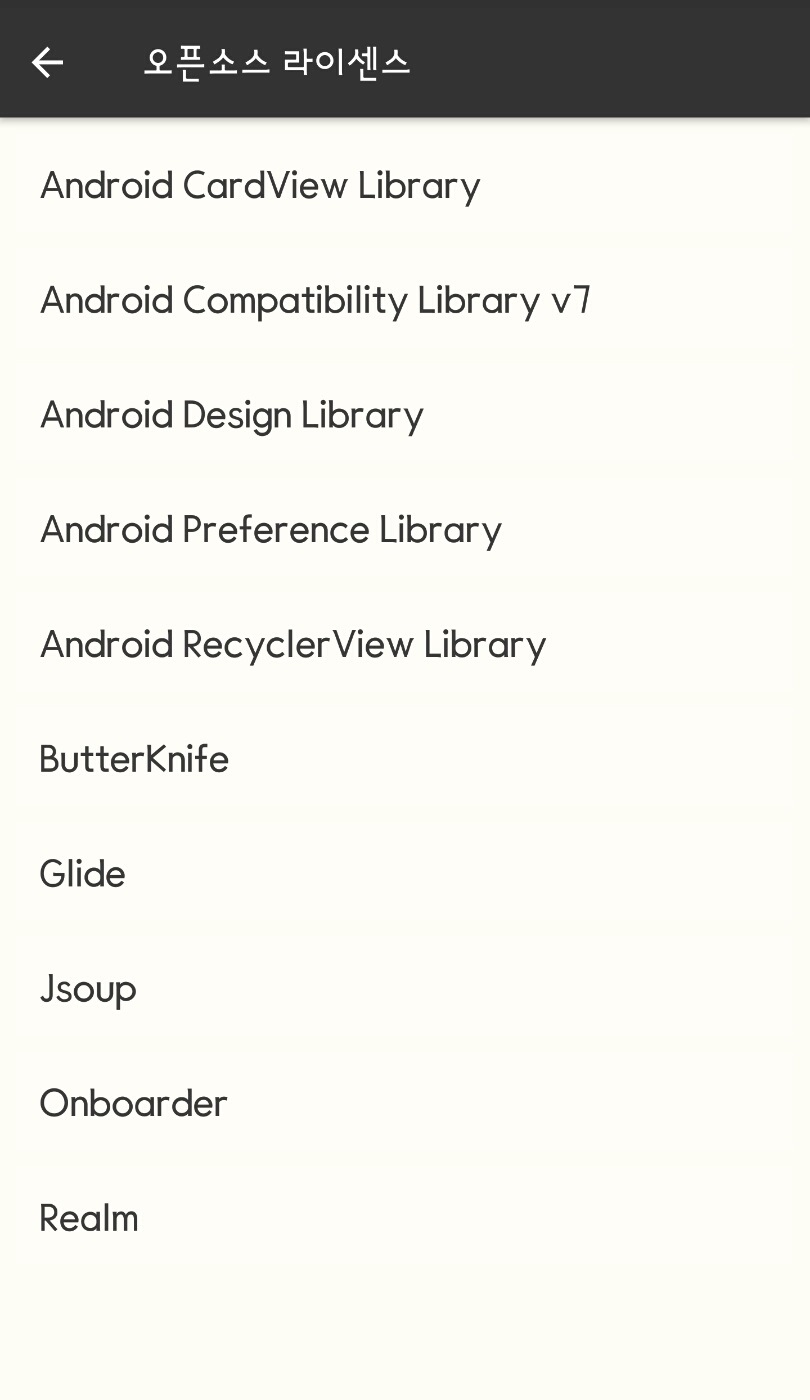 오픈소스 라이센스
Android CardView Library
Android Compatibility Library v7
Android Design Library
Android Preference Library
Android RecyclerView Library
ButterKnife
Glide
Jsoup
Onboarder
Realm